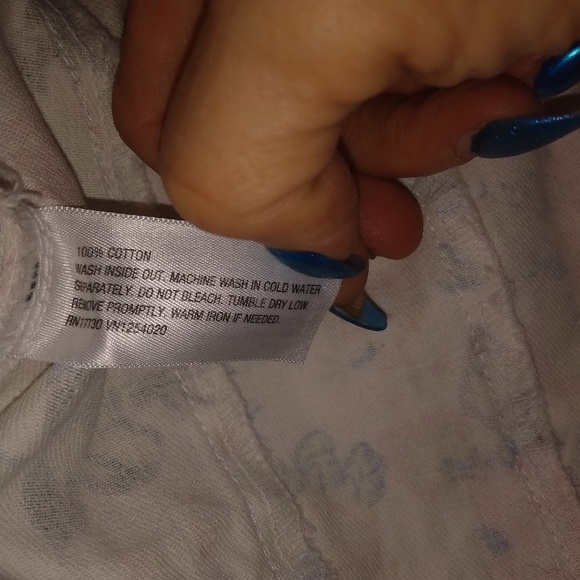 100% COTTON
WASH INSIDE OUT. MACHINE WASH IN COLD WATER
SPARATELY. DO NOT BLEACH. TUMBLE DRY LOW
REMOVE PROMPTLY. WARM IRON IF NEEDED.
RN17730 VN1254020